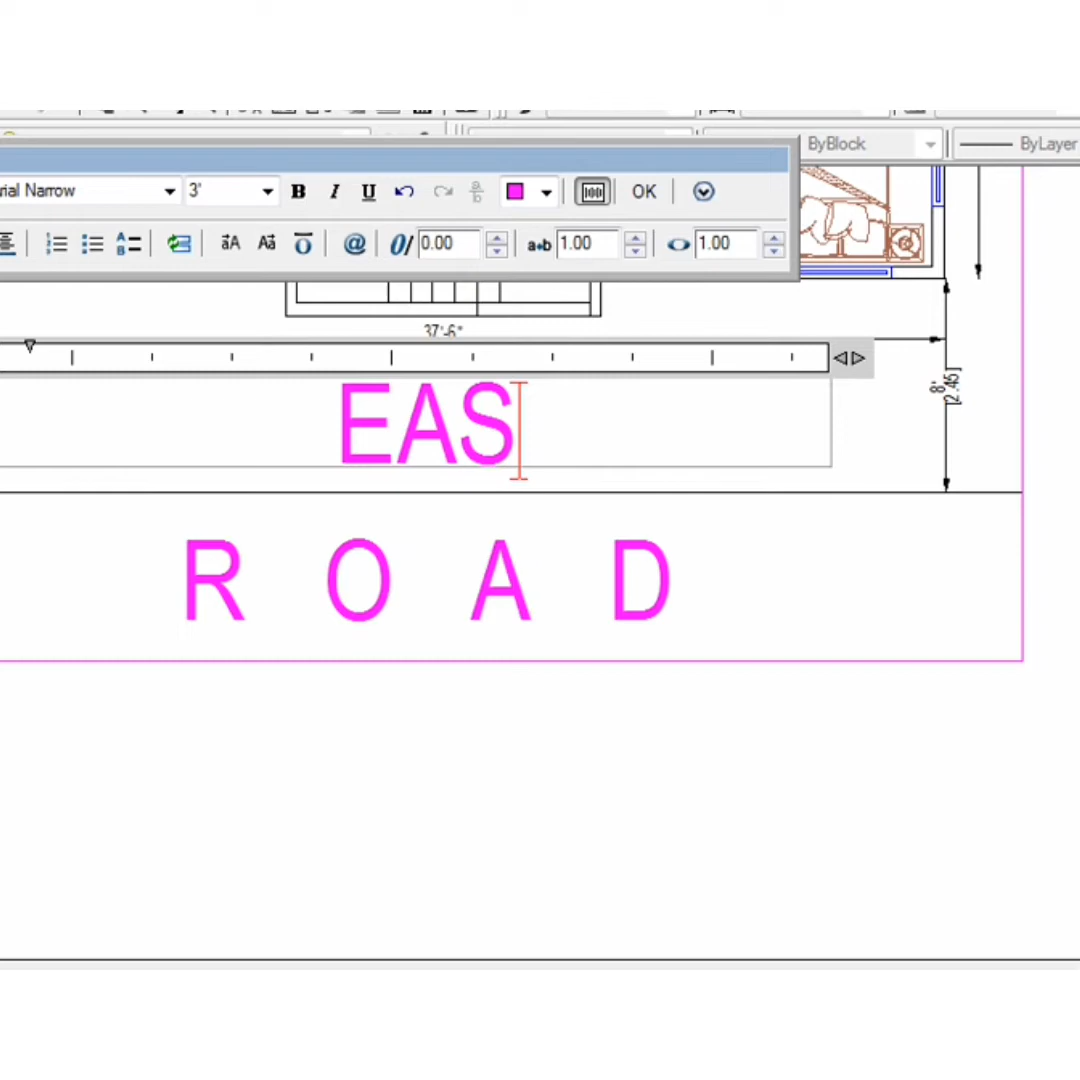 ByBlock
ByLayer
rial Narrow 3' B I U OK
0.00 a•b 1.00 1.00
37'-6"
EAS
8'
[2.45]
R O A D